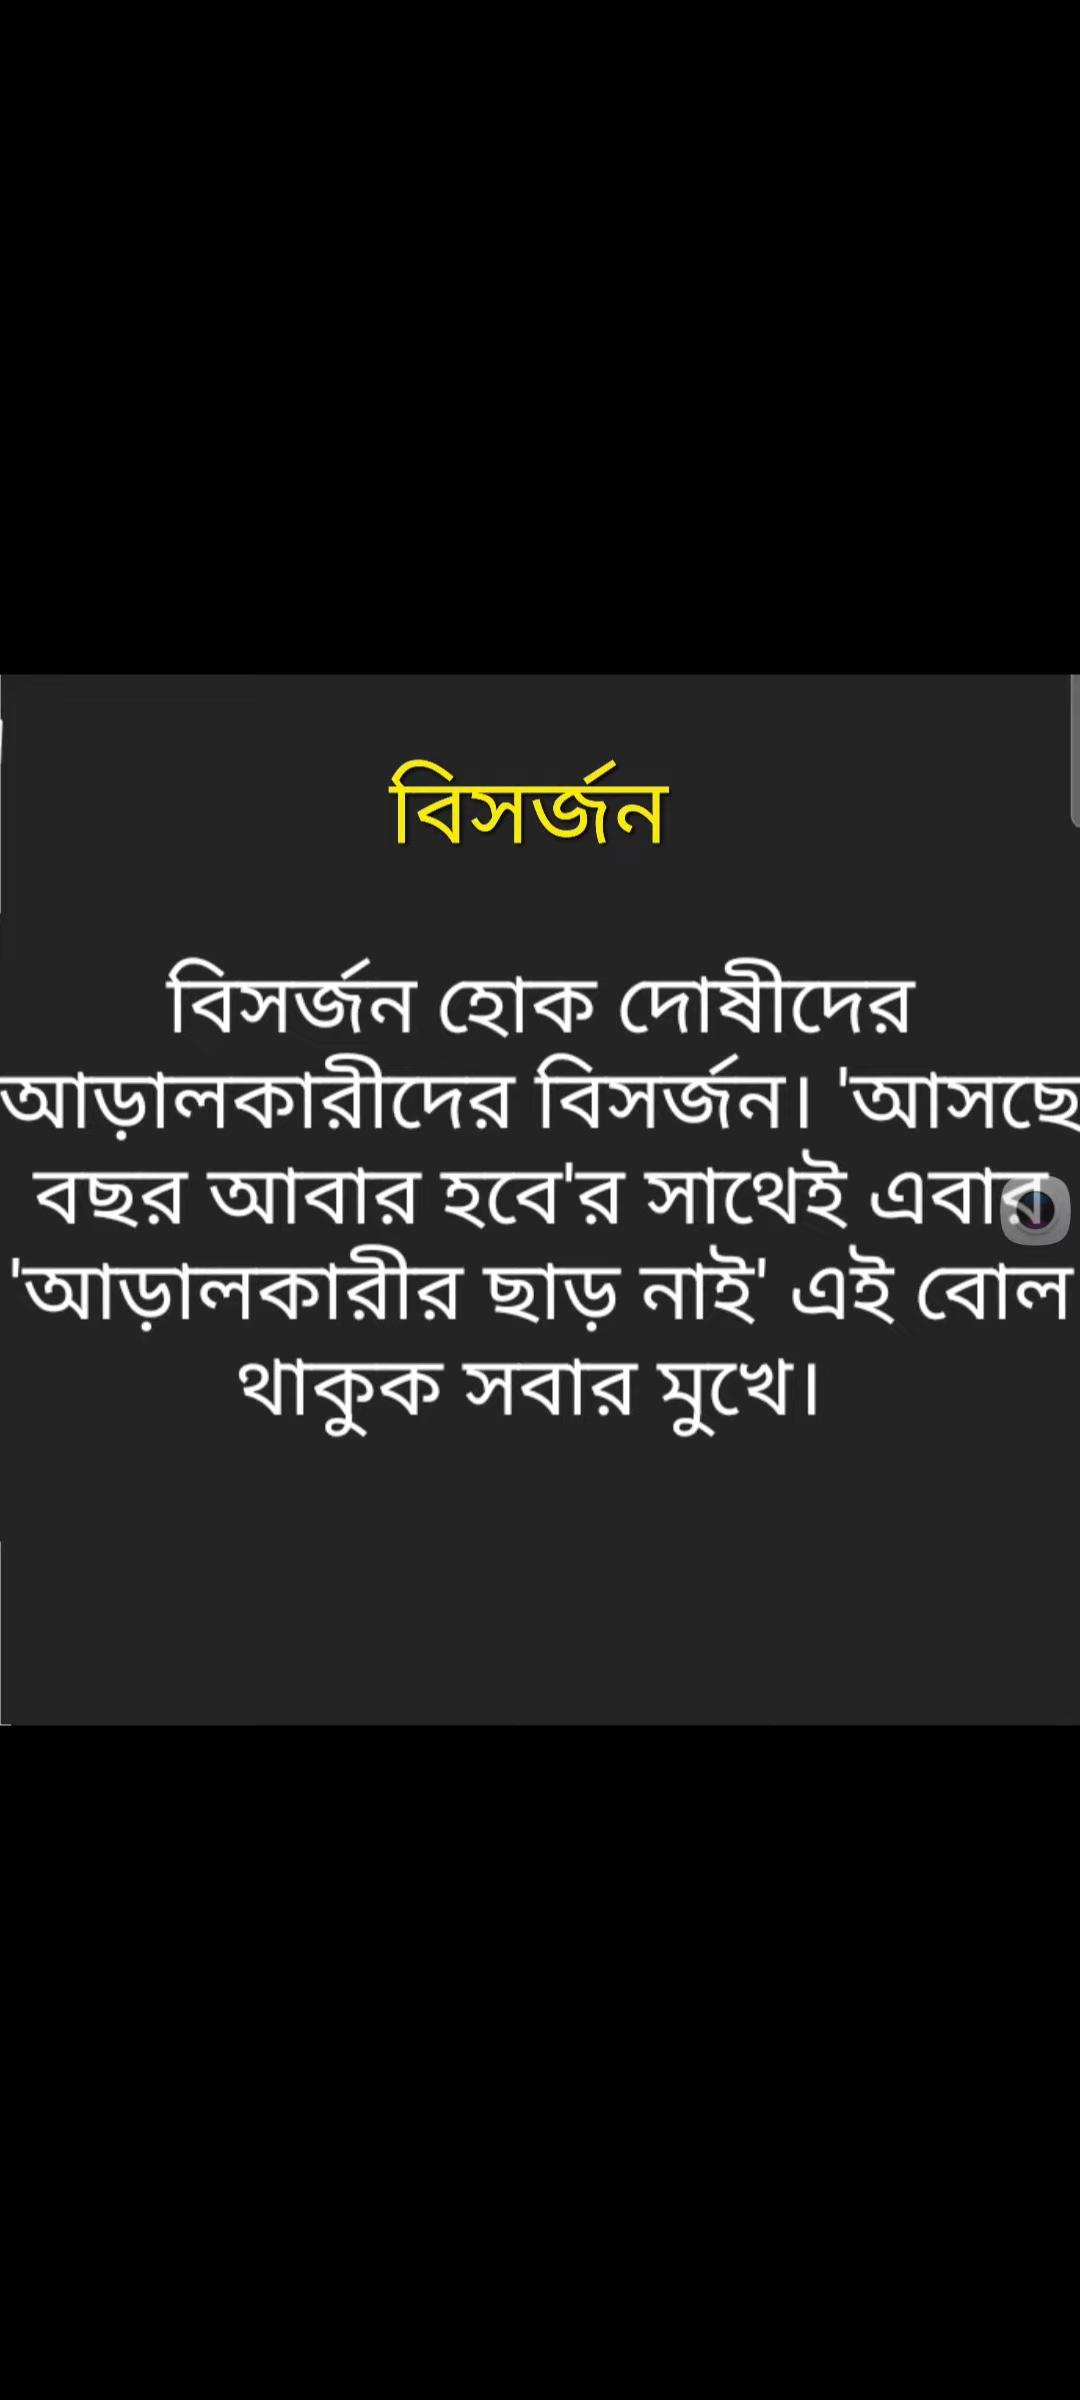 বিসর্জন
বিসর্জন হোক দোষীদের
আড়ালকারীদের বিসর্জন। 'আসছে
বছর আবার হবে'র সাথেই এবার
'আড়ালকারীর ছাড় নাই' এই বোল
থাকুক সবার মুখে।